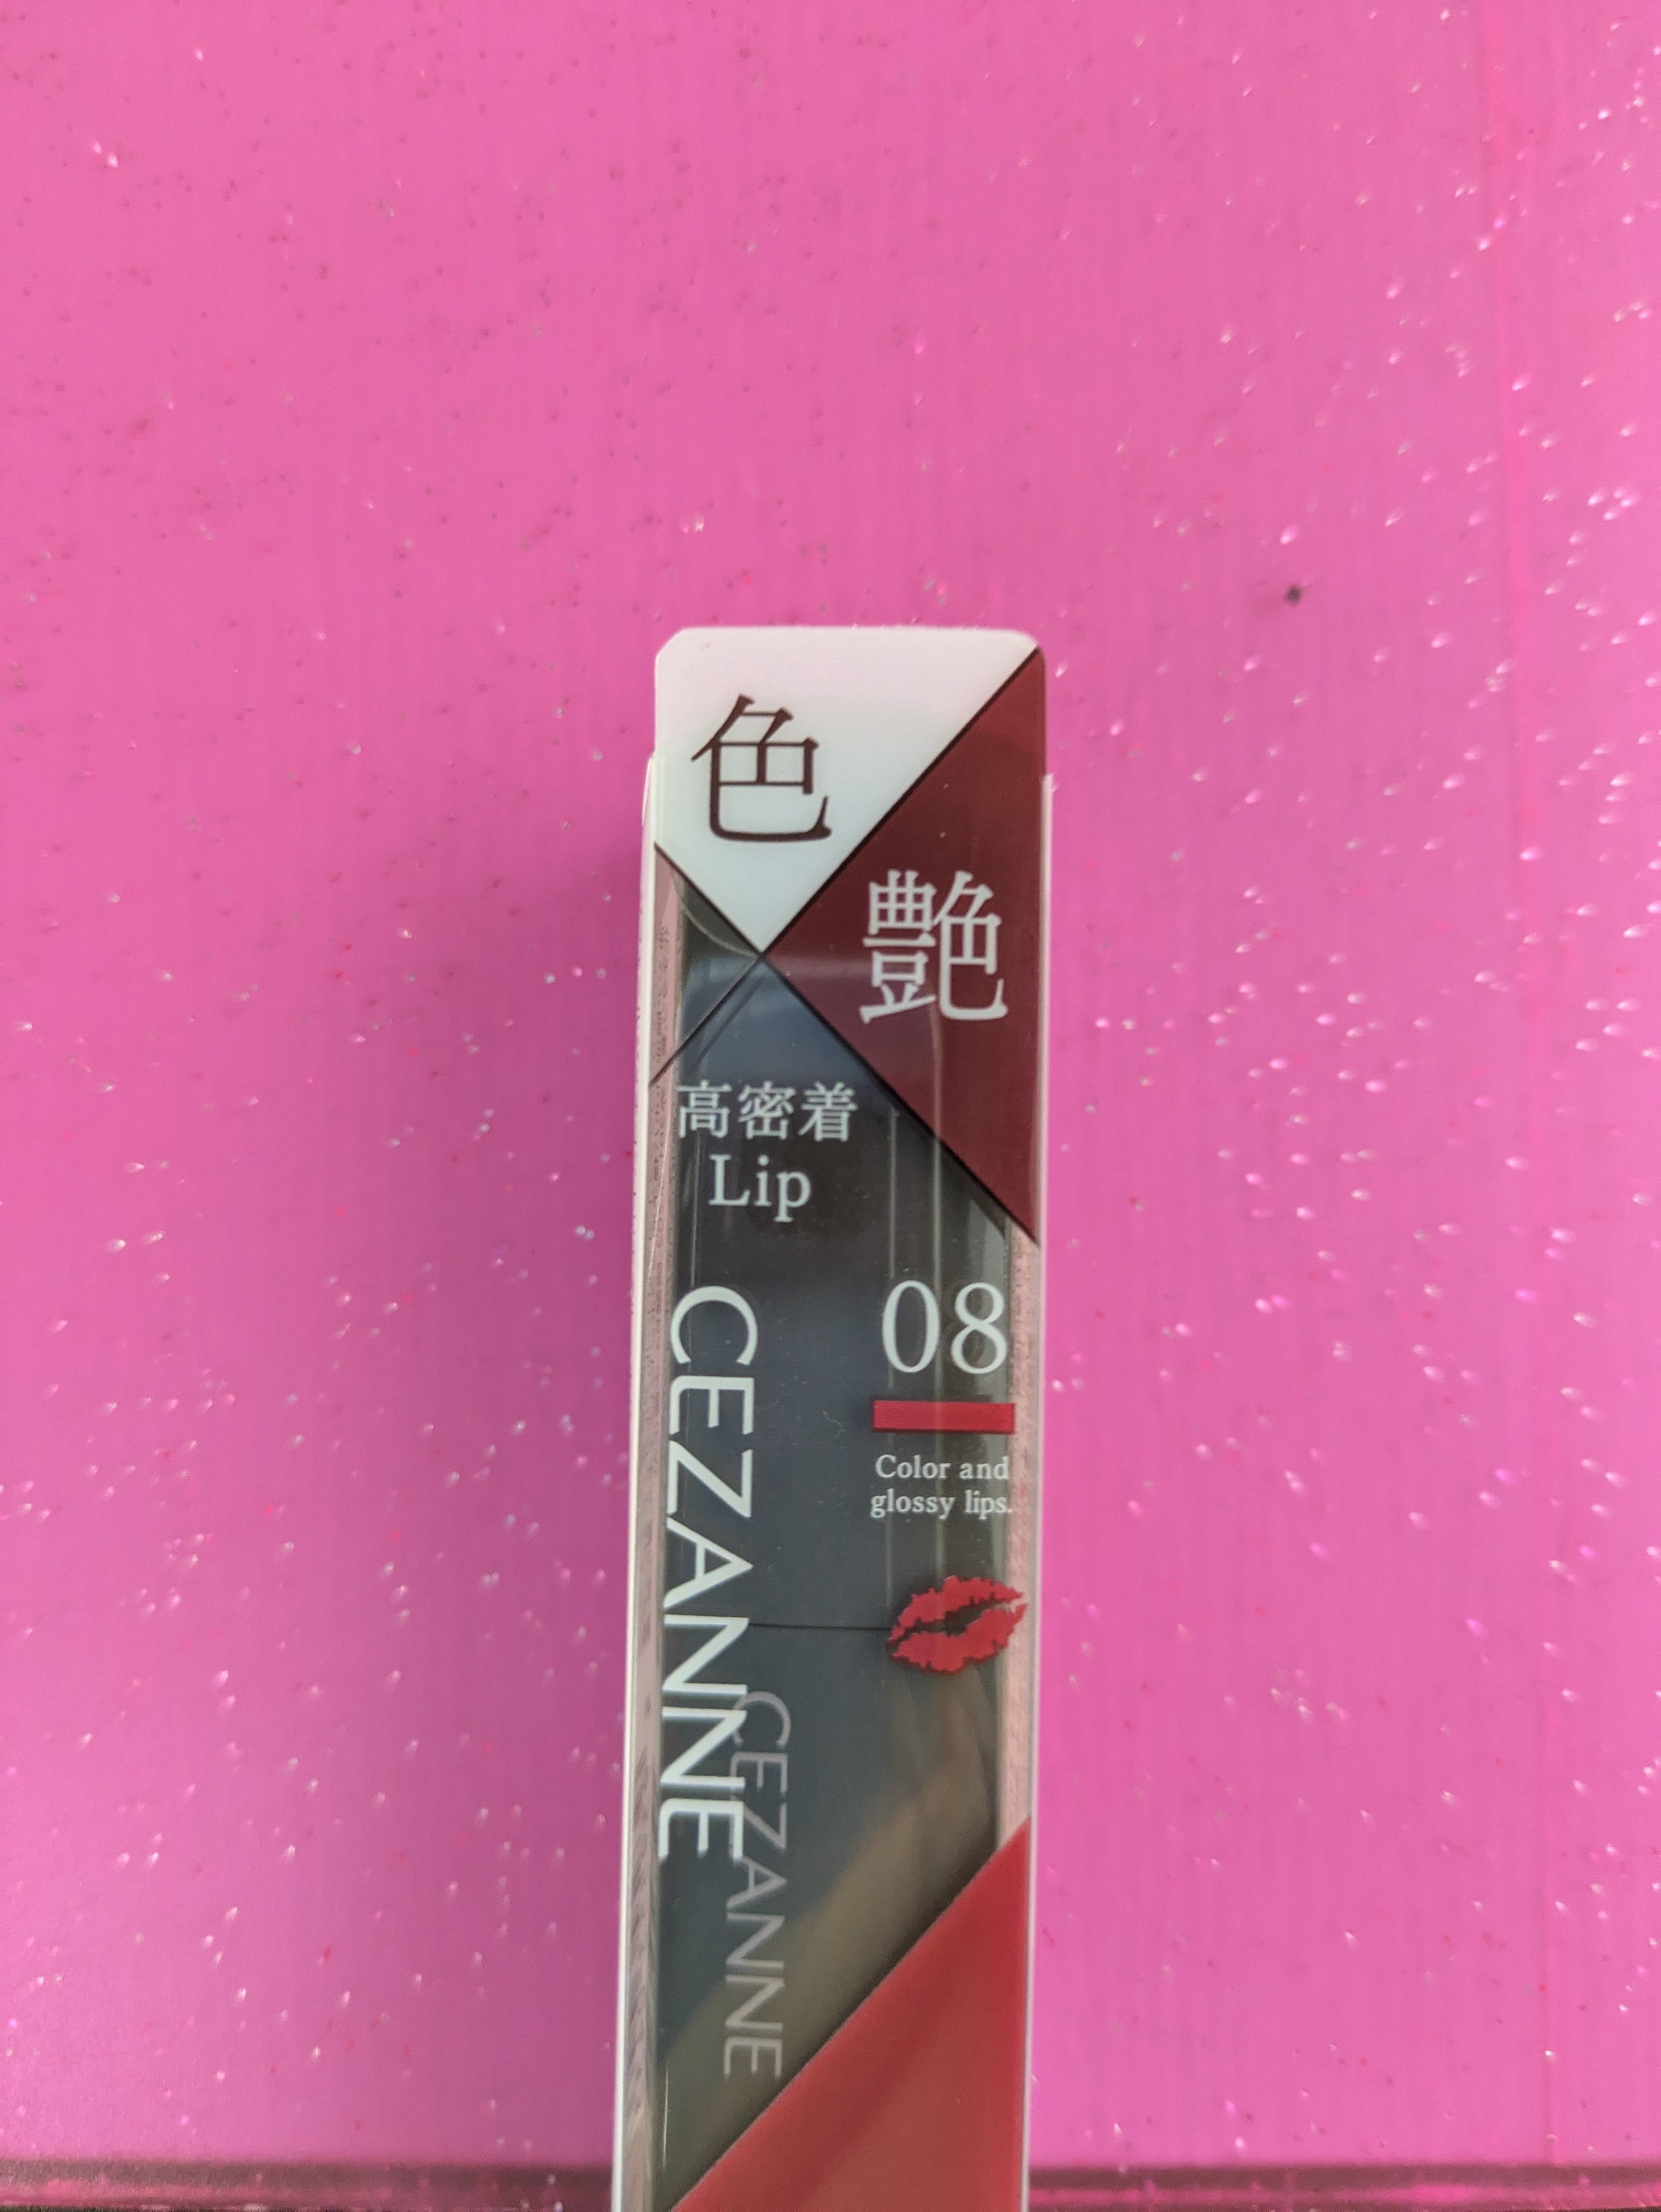 色
艶
高密着
Lip
08
Color and
glossy lips.
CEZANNE
CEZANNE